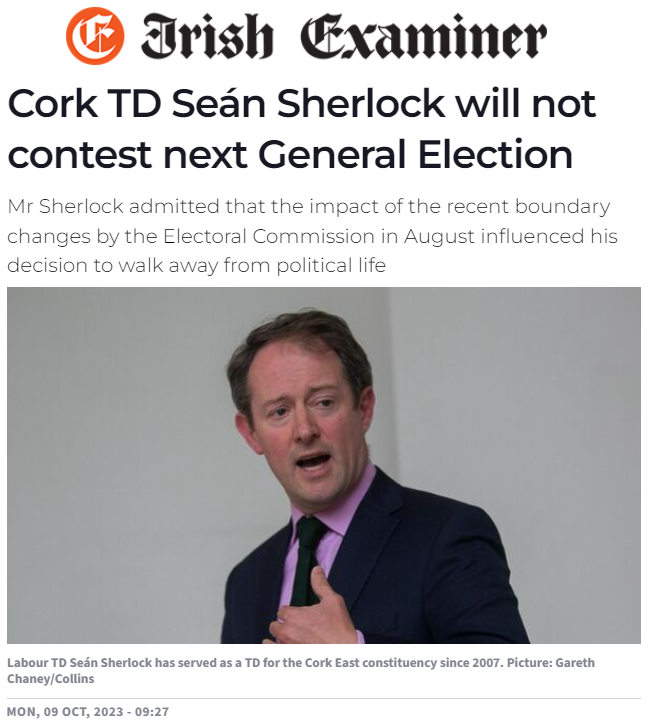 Irish Examiner
Cork TD Seán Sherlock will not
contest next General Election
Mr Sherlock admitted that the impact of the recent boundary
changes by the Electoral Commission in August influenced his
decision to walk away from political life
Labour TD Seán Sherlock has served as a TD for the Cork East constituency since 2007. Picture: Gareth
Chaney/Collins
MON, 09 OCT, 2023 - 09:27